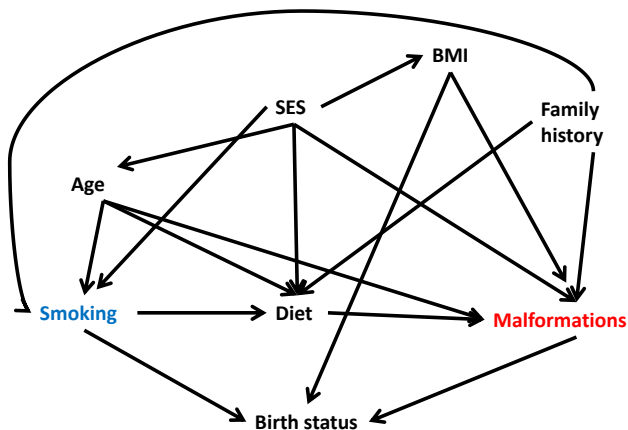 BMI
SES
Family
history
Age
Smoking
Diet
Malformations
Birth status